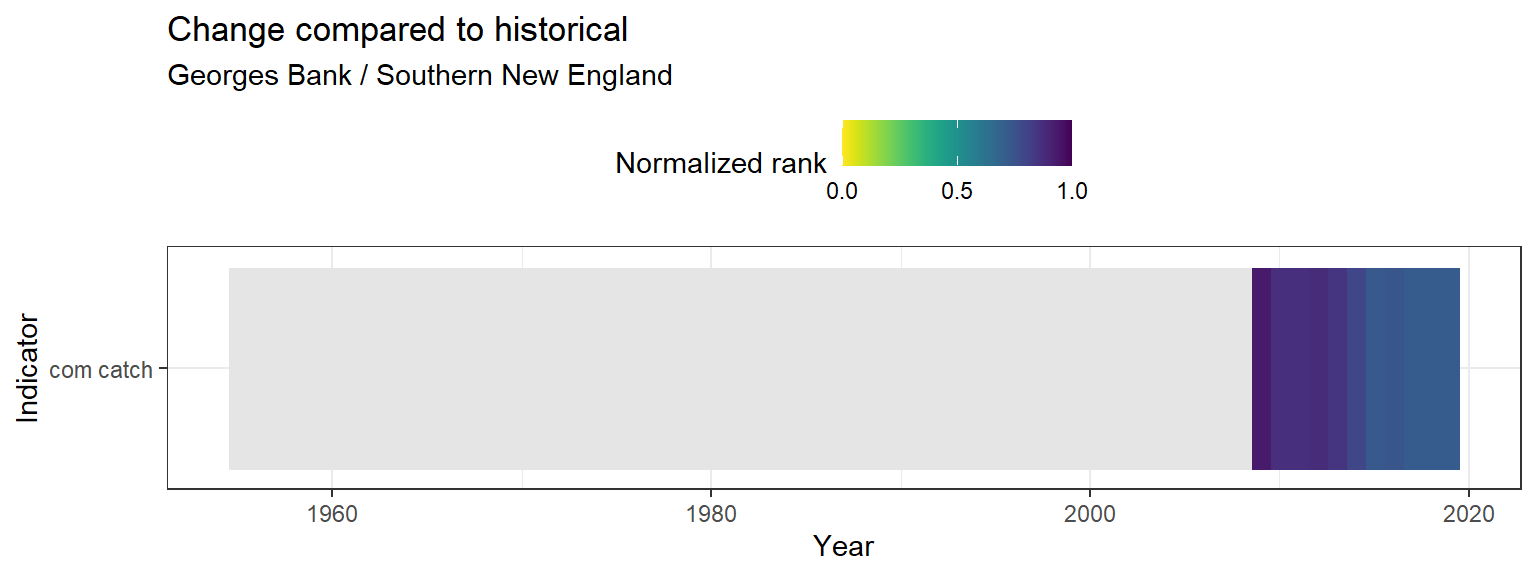 Change compared to historical
Georges Bank / Southern New England
Normalized rank
0.0 0.5 1.0
Indicator
com catch
1960 1980 2000 2020
Year